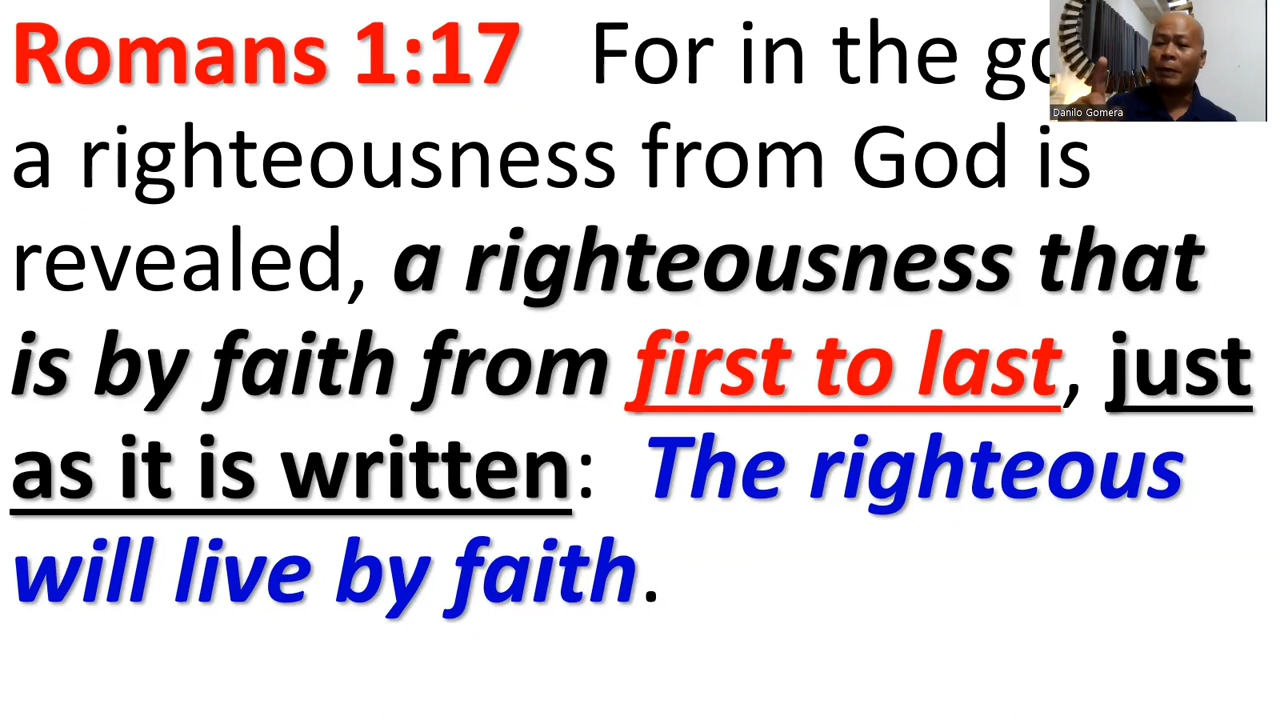 Romans 1:17 For in the
a righteousness from God is
revealed, a righteousness that
is by faith from first to last, just
as it is written: The righteous
will live by faith.
Danilo Gomera